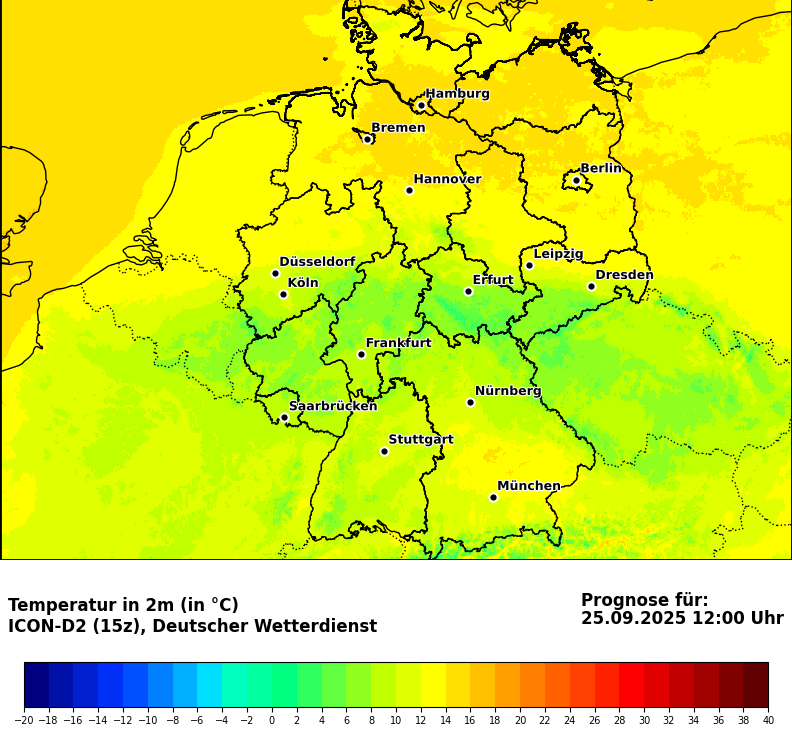 Hamburg
Bremen
Berlin
Hannover
Leipzig
Düsseldorf
Dresden
Köln
Erfurt
Frankfurt
Nürnberg
Saarbrücken
Stuttgart
München
Temperatur in 2m (in °C)
ICON-D2 (15z), Deutscher Wetterdienst
Prognose für:
25.09.2025 12:00 Uhr
−20 −18 −16 −14 −12 −10 −8 −6 −4 −2 0 2 4 6 8 10 12 14 16 18 20 22 24 26 28 30 32 34 36 38 40